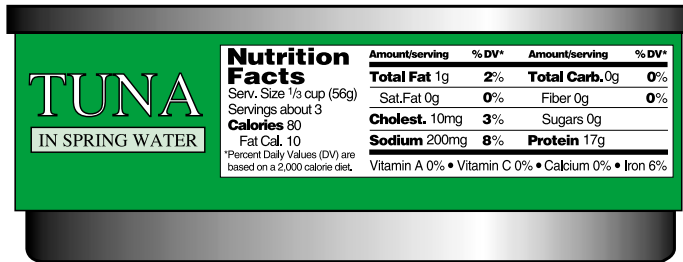 TUNA
IN SPRING WATER
Nutrition
Facts
Serv. Size 1/3 cup (56g)
Servings about 3
Calories 80
Fat Cal. 10
*Percent Daily Values (DV) are
based on a 2,000 calorie diet.
Amount/serving %DV* Amount/serving %DV*
Total Fat 1g 2% Total Carb. 0g 0%
Sat.Fat 0g 0% Fiber 0g 0%
Cholest. 10mg 3% Sugars 0g
Sodium 200mg 8% Protein 17g
Vitamin A 0% • Vitamin C 0% • Calcium 0% • Iron 6%